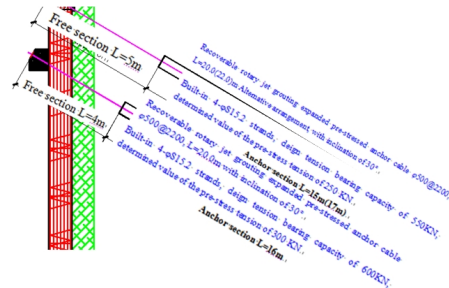 Free section L=5m
Recoverable rotary jet grouting expanded pre-stressed anchor cable ø500@2200,
L=20.0(22.0)m. Alternative arrangement, with inclination of 30°.
Built-in 4-φS15.2 strands, deign tension bearing capacity of 550KN,
determined value of the pre-stress tension of 250 KN.
Anchor section L=15m(17m).
Free section L=4m
Recoverable rotary jet grouting expanded pre-stressed anchor cable
ø500@2200, L=20.0m with inclination of 30°.
Built-in 4-φS15.2 strands, deign tension bearing capacity of 600KN,
determined value of the pre-stress tension of 300 KN.
Anchor section L=16m.